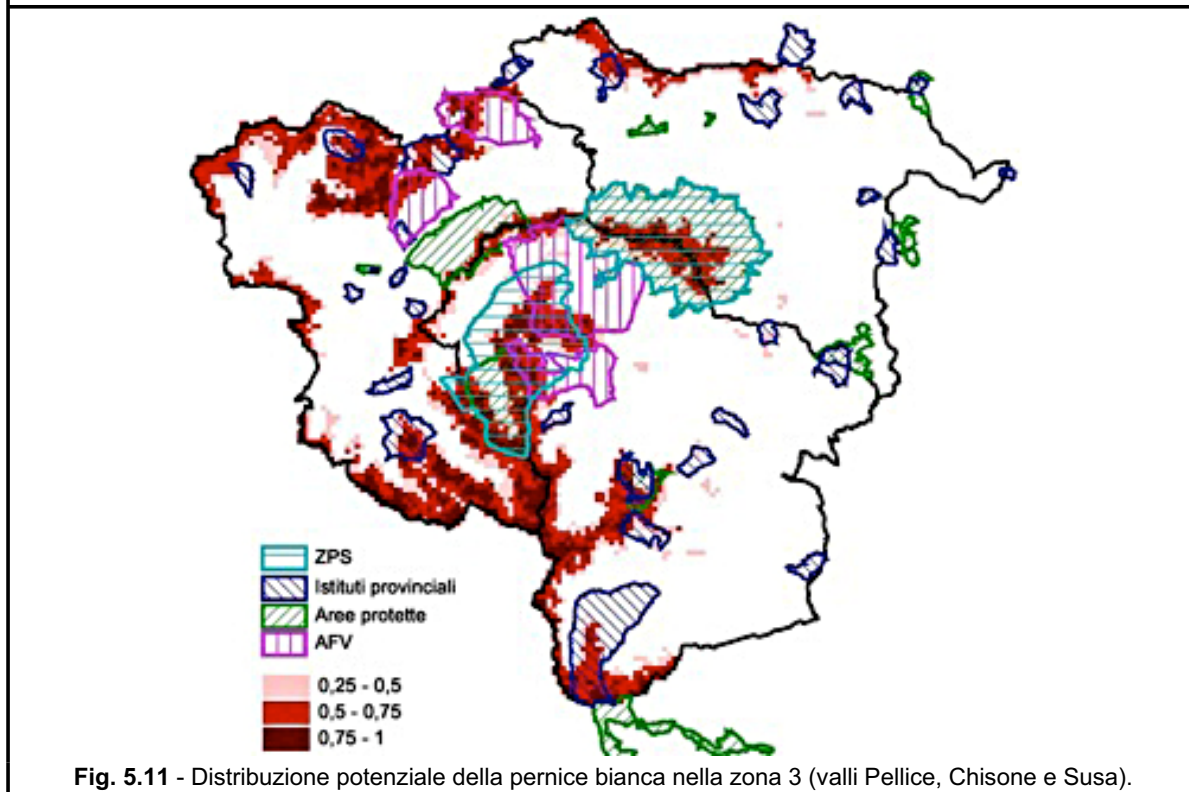 ZPS
Istituti provinciali
Aree protette
AFV
0,25 - 0,5
0,5 - 0,75
0,75 - 1
Fig. 5.11 - Distribuzione potenziale della pernice bianca nella zona 3 (valli Pellice, Chisone e Susa).